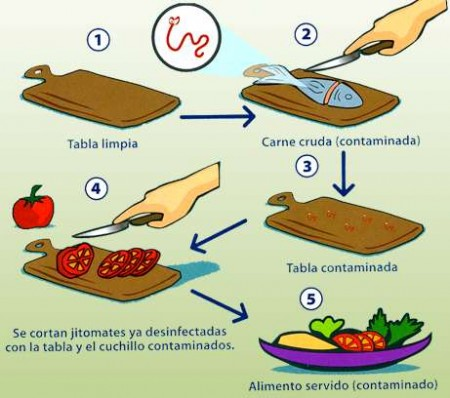 1
Tabla limpia
2
Carne cruda (contaminada)
3
Tabla contaminada
4
Se cortan jitomates ya desinfectadas
con la tabla y el cuchillo contaminados.
5
Alimento servido (contaminado)